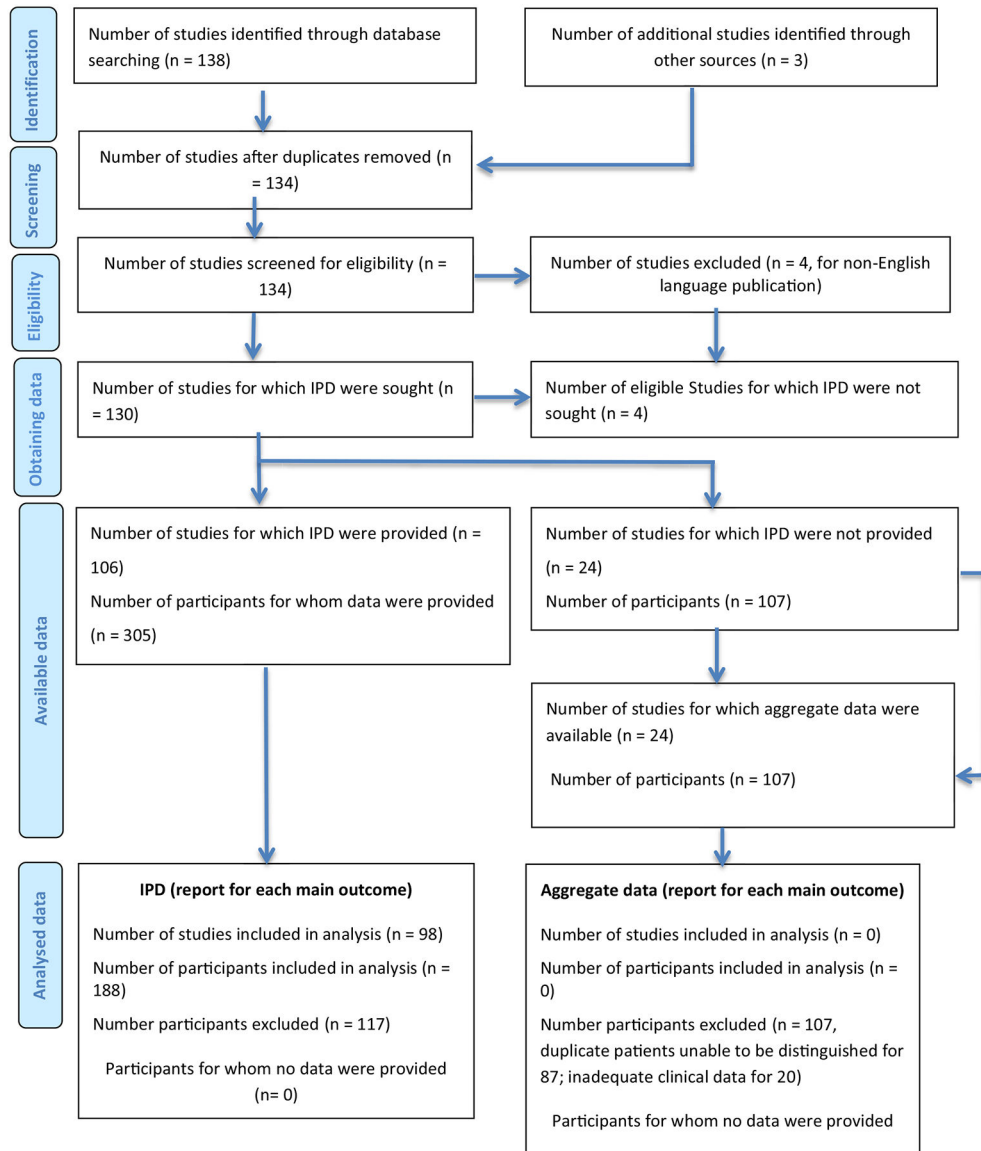 Identification
Number of studies identified through database
searching (n = 138)
Number of additional studies identified through
other sources (n = 3)
Screening
Number of studies after duplicates removed (n
= 134)
Eligibility
Number of studies screened for eligibility (n =
134)
Number of studies excluded (n = 4, for non-English
language publication)
Obtaining data
Number of studies for which IPD were sought (n
= 130)
Number of eligible Studies for which IPD were not
sought (n = 4)
Available data
Number of studies for which IPD were provided (n =
106)
Number of participants for whom data were provided
(n = 305)
Number of studies for which IPD were not provided
(n = 24)
Number of participants (n = 107)
Number of studies for which aggregate data were
available (n = 24)
Number of participants (n = 107)
Analysed data
IPD (report for each main outcome)
Number of studies included in analysis (n = 98)
Number of participants included in analysis (n =
188)
Number participants excluded (n = 117)
Participants for whom no data were provided
(n= 0)
Aggregate data (report for each main outcome)
Number of studies included in analysis (n = 0)
Number of participants included in analysis (n =
0)
Number participants excluded (n = 107,
duplicate patients unable to be distinguished for
87; inadequate clinical data for 20)
Participants for whom no data were provided